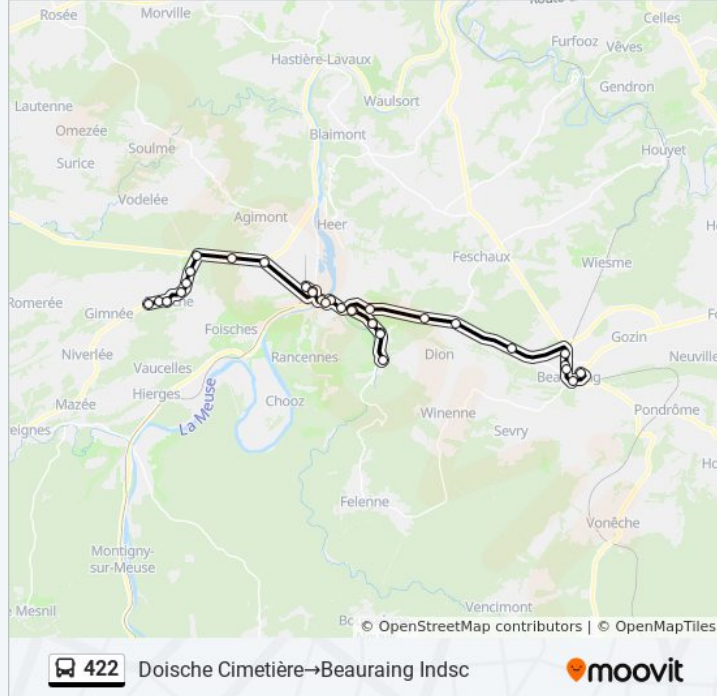 Rosée
Morville
Celles
Furfooz
Vêves
Hastière-Lavaux
Gendron
Lautenne
Waulsort
Omezée
Blaimont
Soulme
Houyet
Surice
Vodelée
Agimont
Heer
Feschaux
Wiesme
Romerée
Gimnée
Foisches
Gozin
Niverlée
Rancennes
Dion
Neuville
Vaucelles
Hierges
Chooz
Mazée
La Meuse
Winenne
Pondrôme
Sevry
Felenne
Vonêche
Montigny-
sur-Meuse
Vencimont
© OpenStreetMap contributors | © OpenMapTiles
422 Doische Cimetière→Beauraing Indsc
moovit